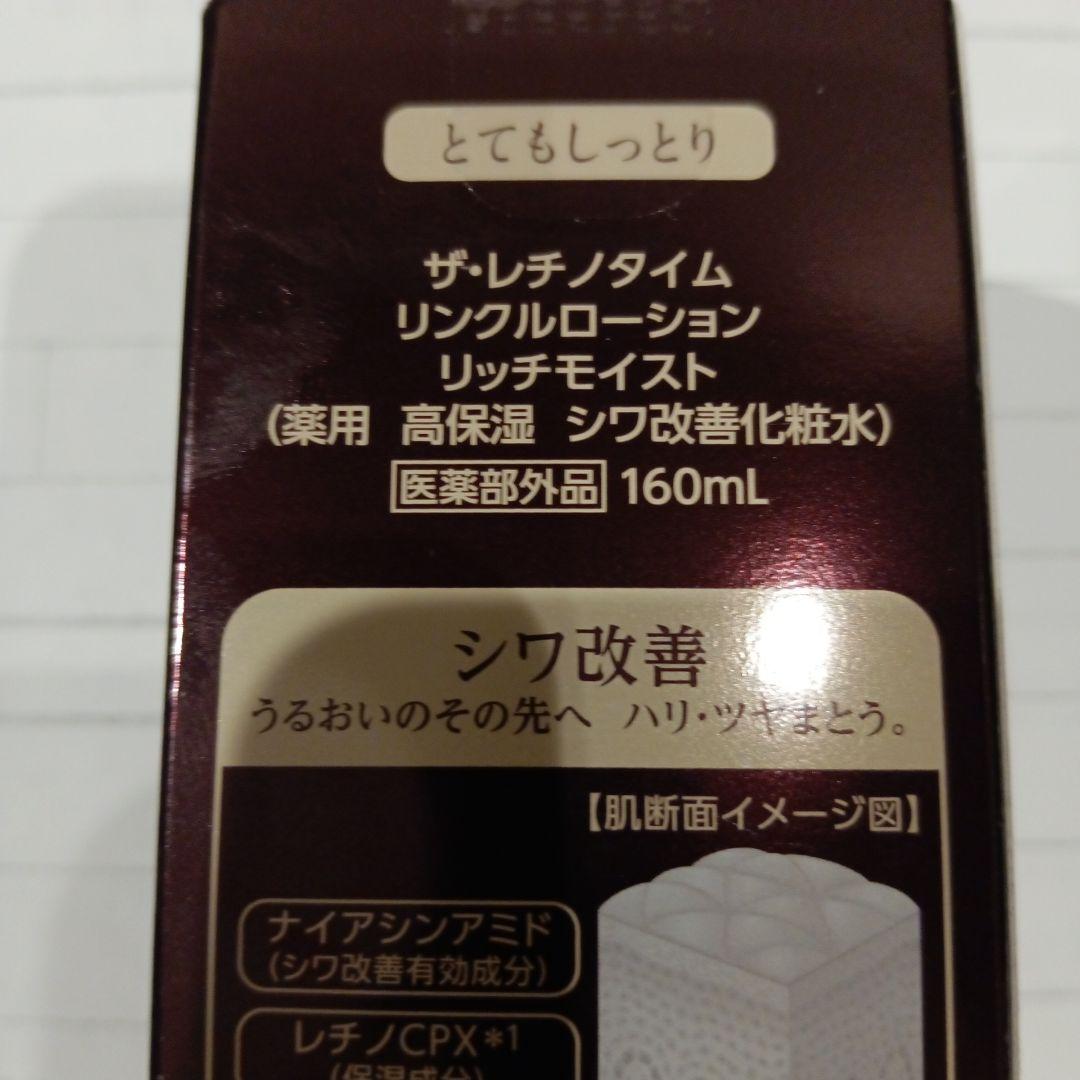 とてもしっとり
ザ・レチノタイム
リンクルローション
リッチモイスト
(薬用 高保湿 シワ改善化粧水)
医薬部外品 160mL
シワ改善
うるおいのその先へ ハリ・ツヤまとう。
【肌断面イメージ図】
ナイアシンアミド
(シワ改善有効成分)
レチノCPX*1
(保湿成分)